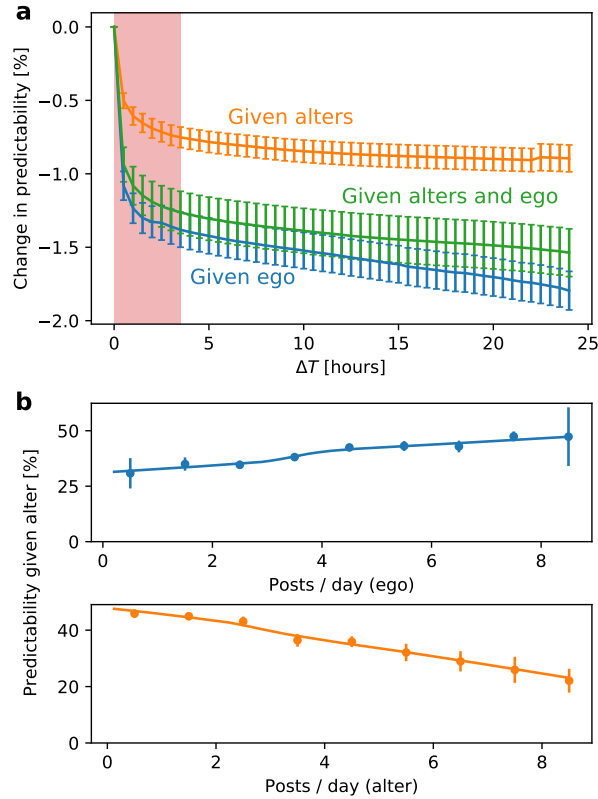 a
Change in predictability [%]
0.0
−0.5
−1.0
−1.5
−2.0
Given alters
Given alters and ego
Given ego
0 5 10 15 20 25
ΔT [hours]
b
Predictability given alter [%]
50
25
0
0 2 4 6 8
Posts / day (ego)
40
20
0
0 2 4 6 8
Posts / day (alter)